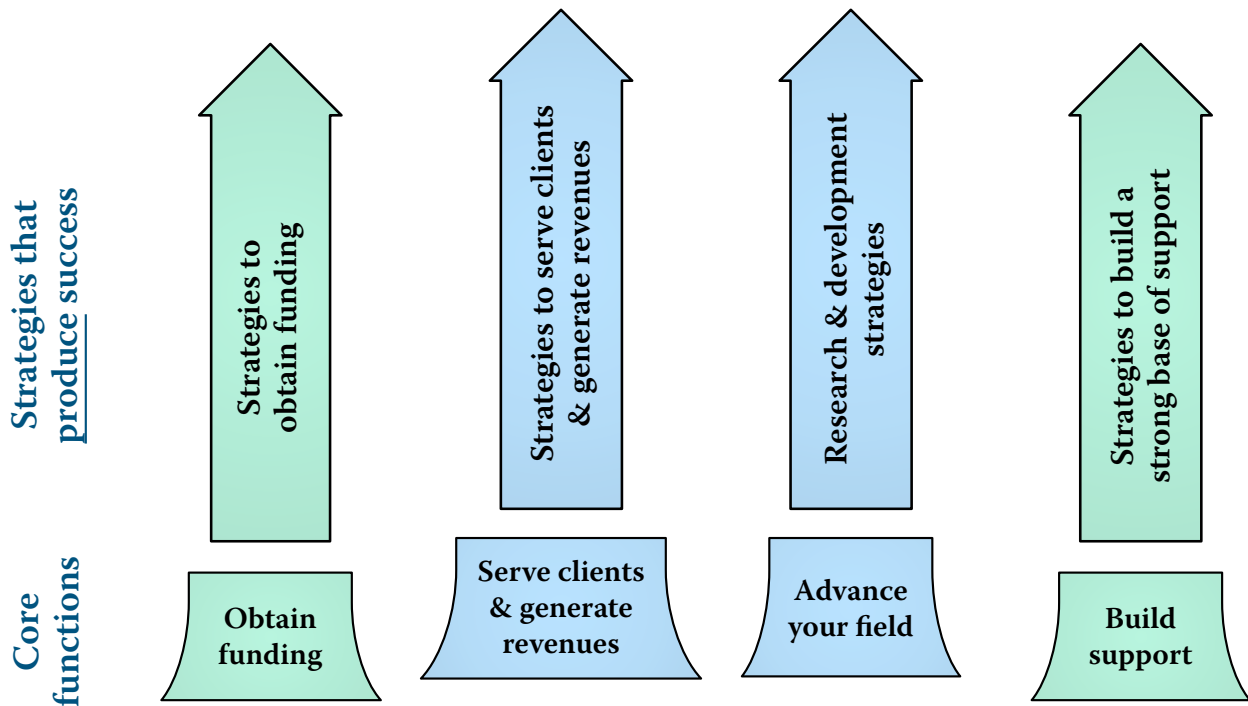 Strategies that
produce success
Strategies to
obtain funding
Strategies to serve clients
& generate revenues
Research & development
strategies
Strategies to build a
strong base of support
Core
functions
Obtain
funding
Serve clients
& generate
revenues
Advance
your field
Build
support